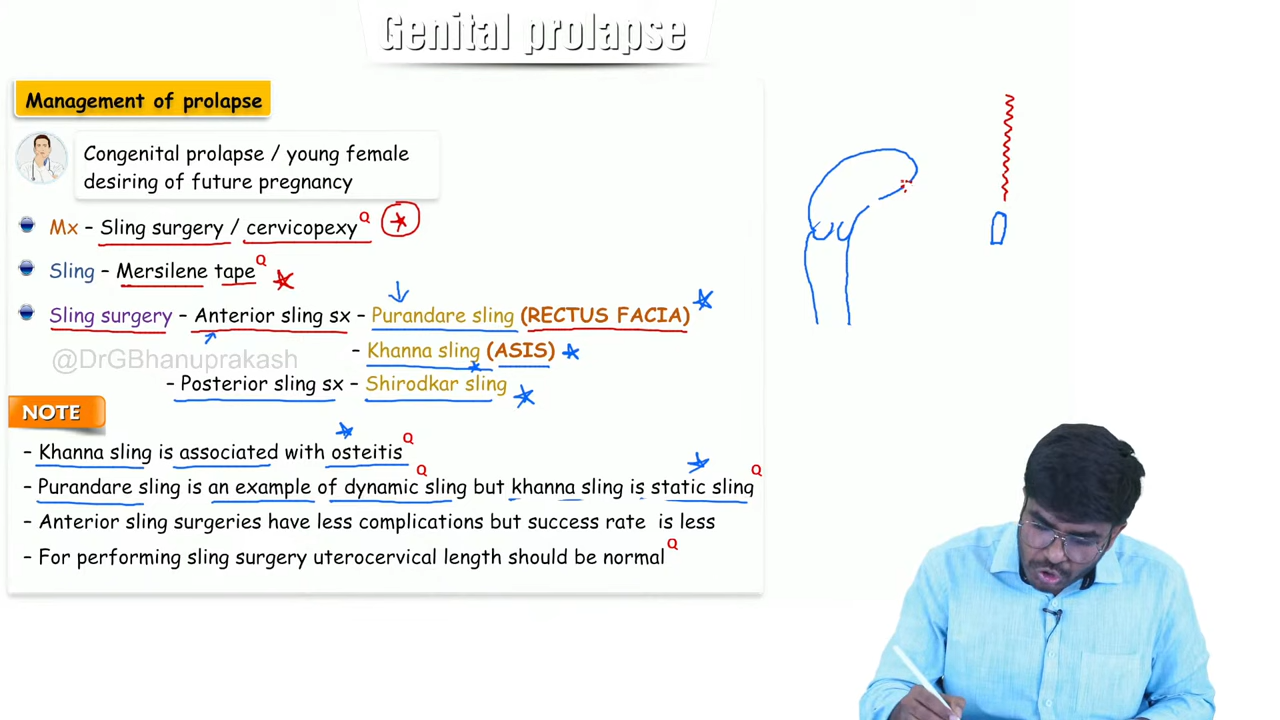 Genital prolapse
Management of prolapse
Congenital prolapse / young female
desiring of future pregnancy
Mx – Sling surgery / cervicopexy Q
Sling – Mersilene tape Q
Sling surgery – Anterior sling sx – Purandare sling (RECTUS FACIA)
– Khanna sling (ASIS)
@DrGBhanuprakash
– Posterior sling sx – Shirodkar sling
NOTE
– Khanna sling is associated with osteitis Q
– Purandare sling is an example of dynamic sling Q but khanna sling is static sling Q
– Anterior sling surgeries have less complications but success rate is less
– For performing sling surgery uterocervical length should be normal Q